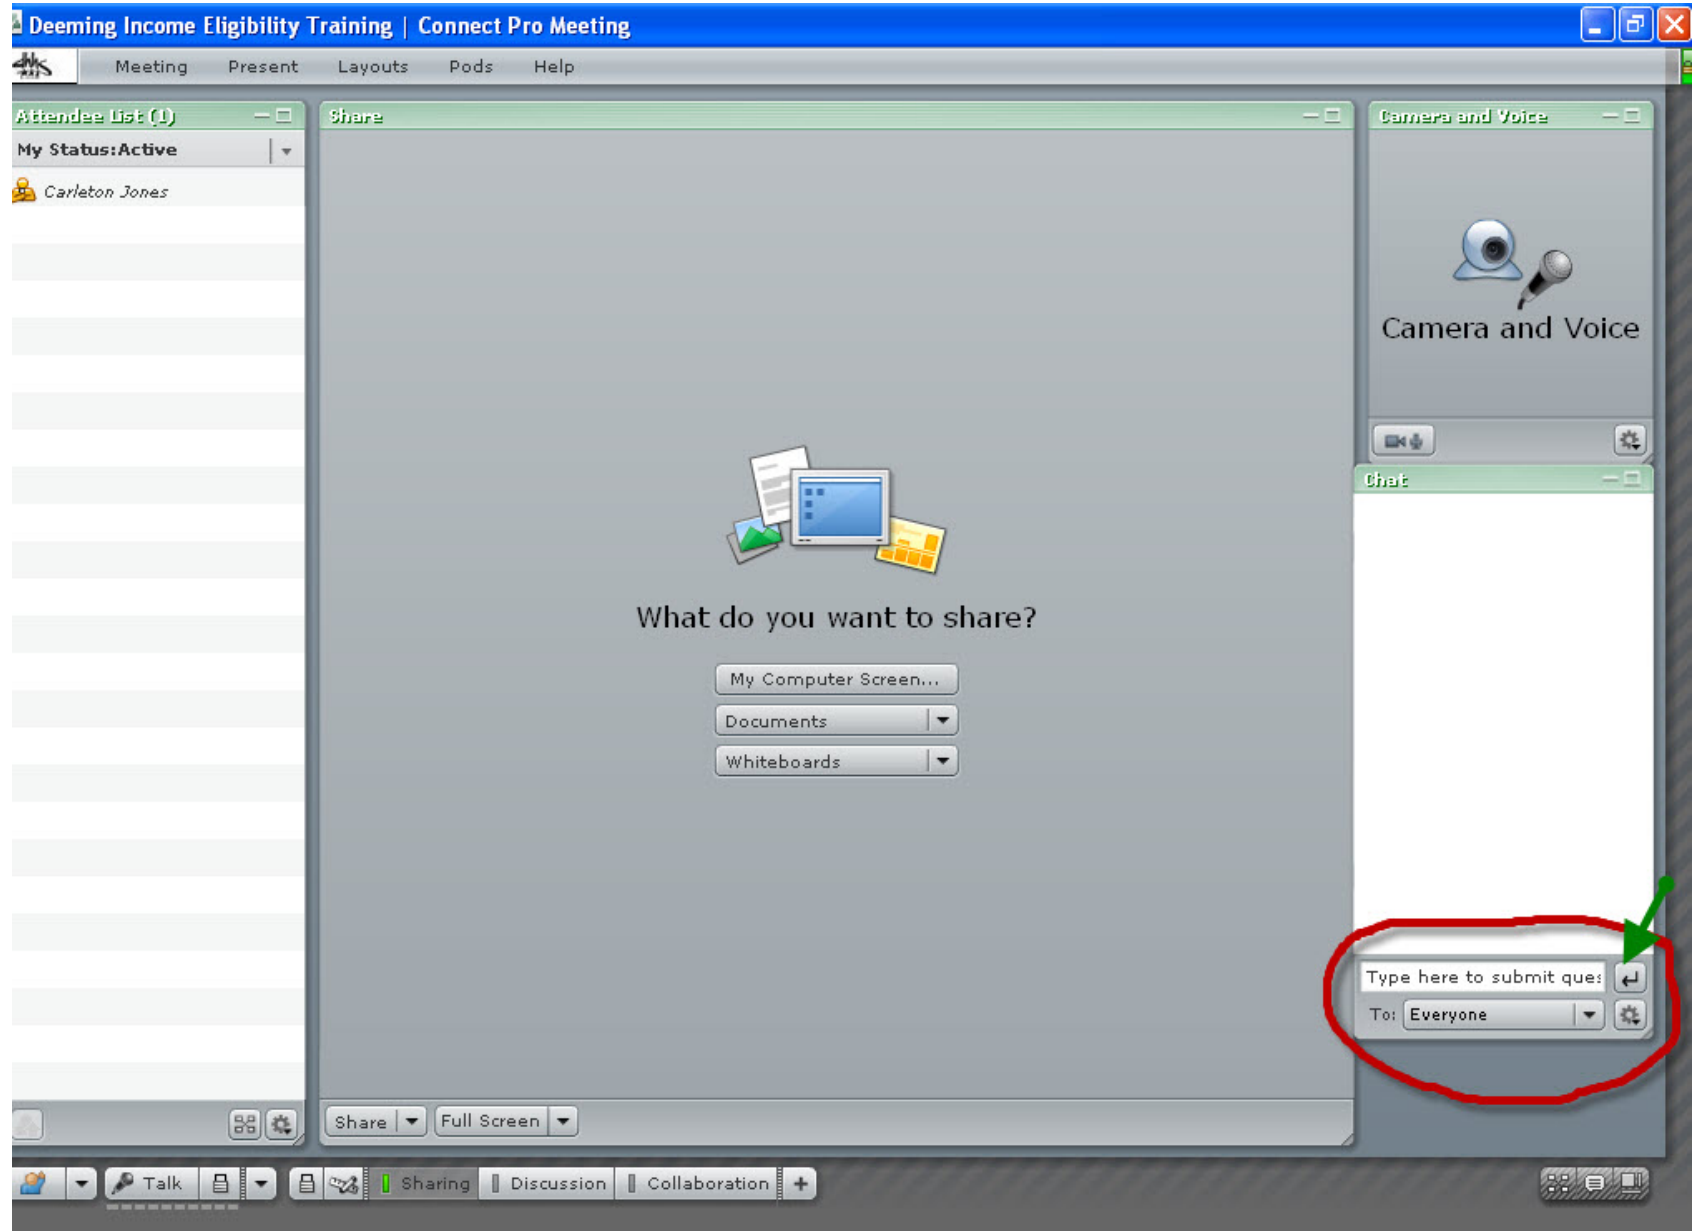 Deeming Income Eligibility Training | Connect Pro Meeting
Meeting Present Layouts Pods Help
Attendee List (1)
My Status:Active
Carleton Jones
Share
What do you want to share?
My Computer Screen...
Documents
Whiteboards
Share
Full Screen
Camera and Voice
Camera and Voice
Chat
Type here to submit ques
To: Everyone
Talk
Sharing
Discussion
Collaboration
+